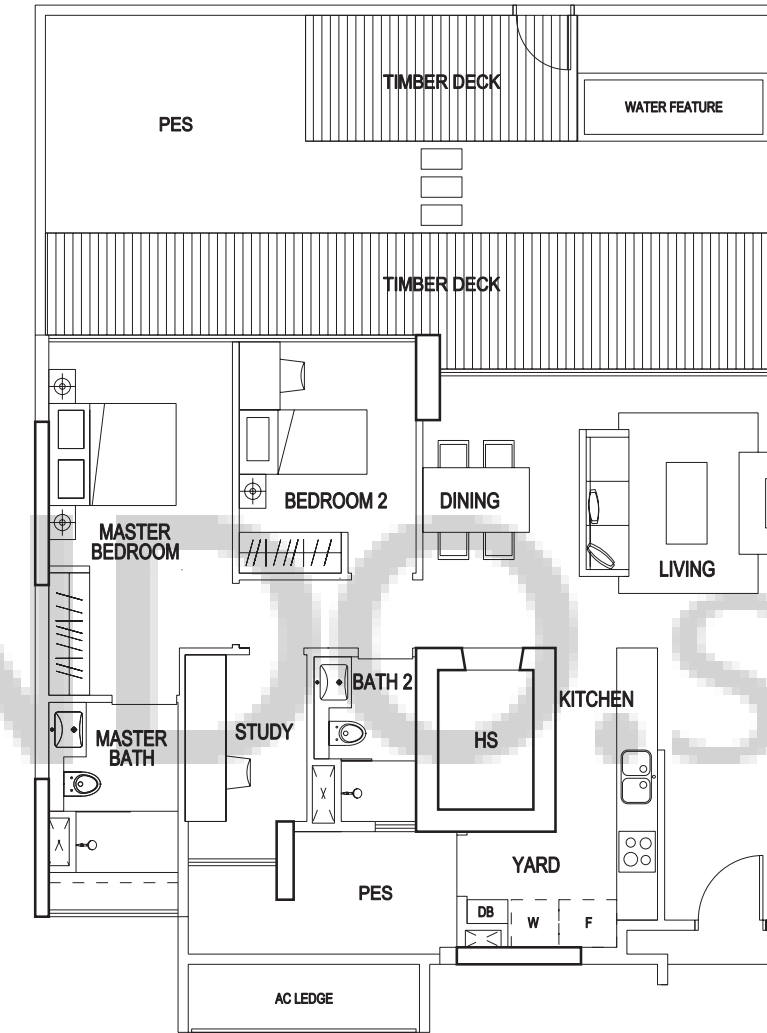 TIMBER DECK
WATER FEATURE
PES
TIMBER DECK
BEDROOM 2
DINING
MASTER
BEDROOM
LIVING
BATH 2
KITCHEN
STUDY
MASTER
BATH
HS
YARD
PES
DB
W
F
AC LEDGE